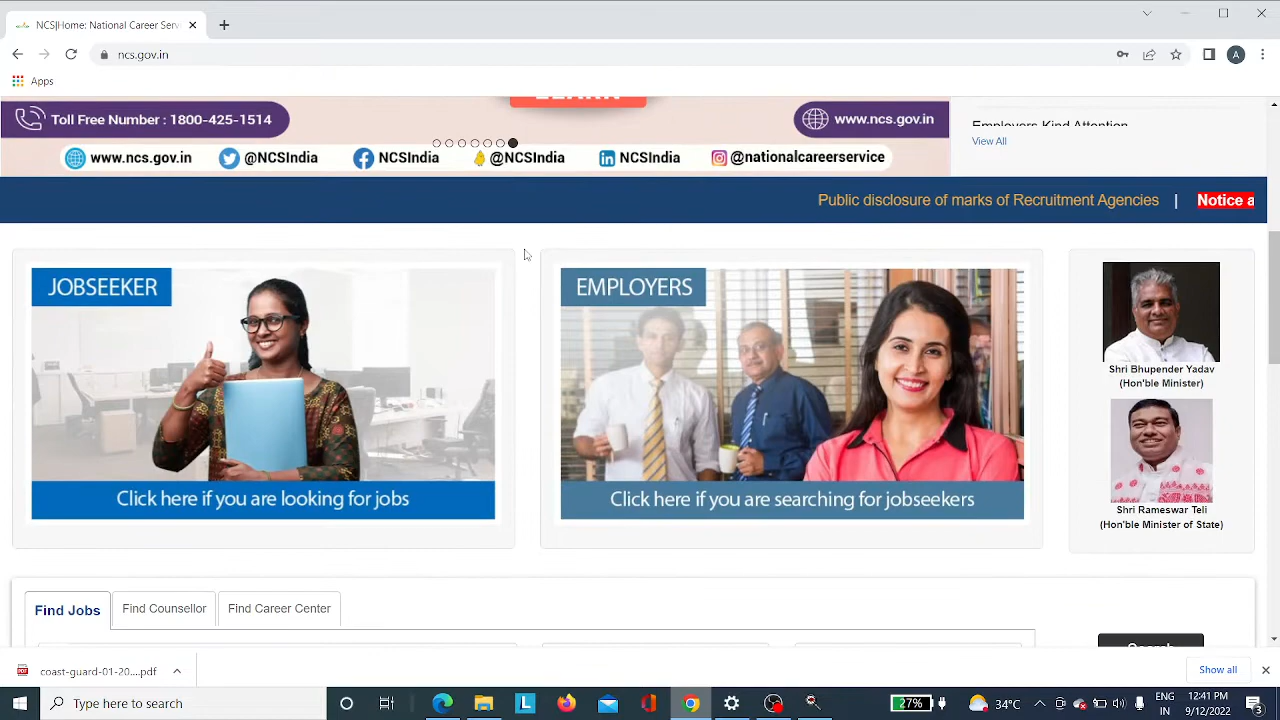 NCS|Home: National Career Serv
ncs.gov.in
A
Apps
Toll Free Number : 1800-425-1514
www.ncs.gov.in
www.ncs.gov.in
@NCSIndia
NCSIndia
@NCSIndia
NCSIndia
@nationalcareerservice
Employers Kind Attention
View All
Public disclosure of marks of Recruitment Agencies | Notice a
JOBSEEKER
Click here if you are looking for jobs
EMPLOYERS
Click here if you are searching for jobseekers
Shri Bhupender Yadav
(Hon'ble Minister)
Shri Rameswar Teli
(Hon'ble Minister of State)
Find Jobs
Find Counsellor
Find Career Center
coast-guard-01-20....pdf
Show all
Type here to search
27%
34°C
ENG
IN
12:41 PM
9/12/2022
3